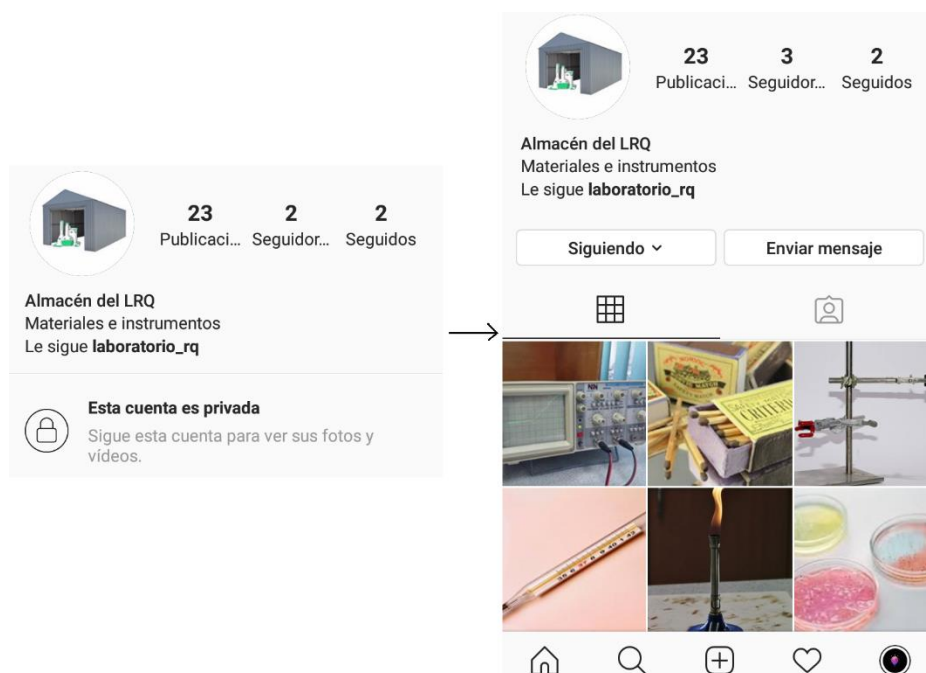 23 2 2
Publicaci... Seguidor... Seguidos
Almacén del LRQ
Materiales e instrumentos
Le sigue laboratorio_rq
Esta cuenta es privada
Sigue esta cuenta para ver sus fotos y
vídeos.
23 3 2
Publicaci... Seguidor... Seguidos
Almacén del LRQ
Materiales e instrumentos
Le sigue laboratorio_rq
Siguiendo Enviar mensaje